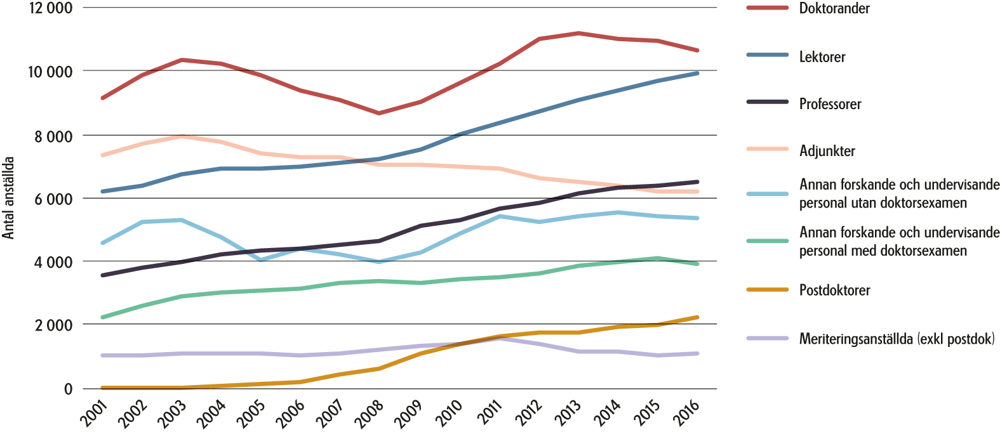 12 000
10 000
8 000
6 000
4 000
2 000
0
Antal anställda
2001
2002
2003
2004
2005
2006
2007
2008
2009
2010
2011
2012
2013
2014
2015
2016
Doktorander
Lektorer
Professorer
Adjunkter
Annan forskande och undervisande
personal utan doktorsexamen
Annan forskande och undervisande
personal med doktorsexamen
Postdoktorer
Meriteringsanställda (exkl postdok)